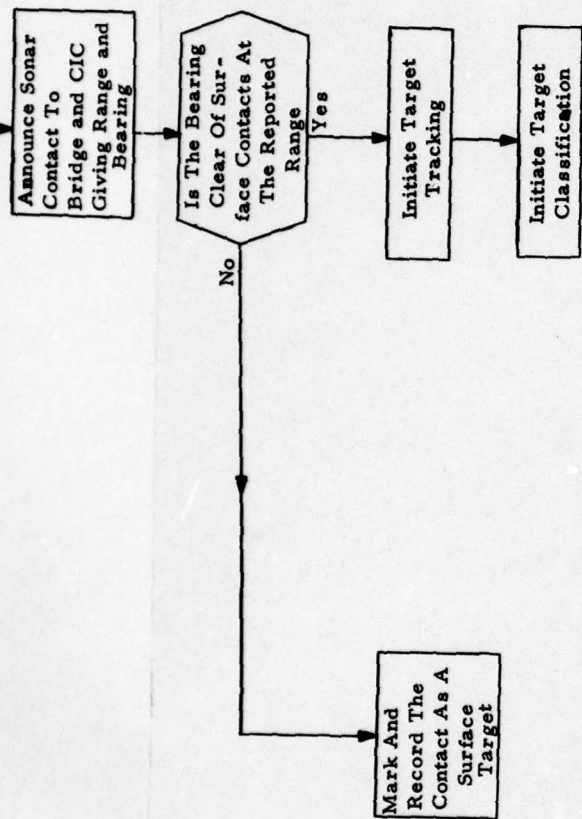 Announce Sonar
Contact To
Bridge and CIC
Giving Range and
Bearing
Is The Bearing
Clear Of Sur-
face Contacts At
The Reported
Range
No
Yes
Initiate Target
Tracking
Initiate Target
Classification
Mark And
Record The
Contact As A
Surface
Target